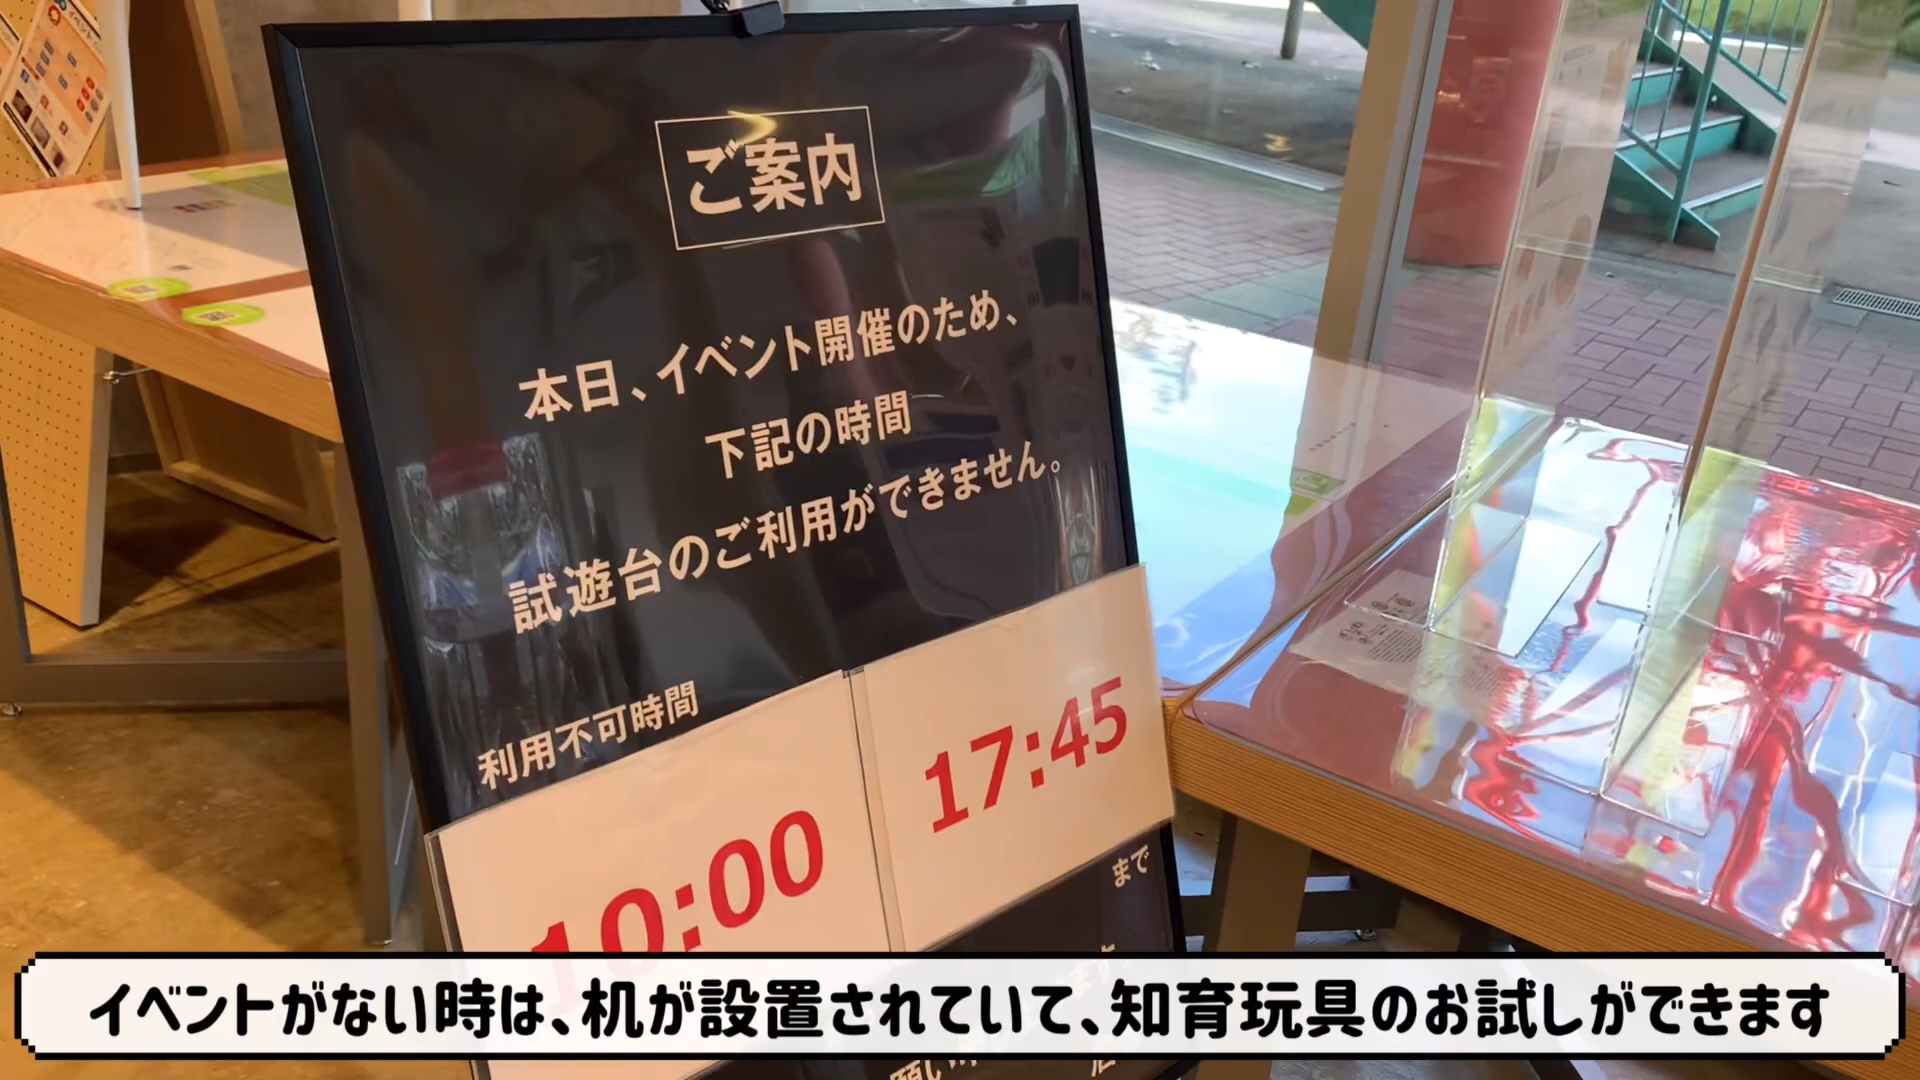 ご案内
本日、イベント開催のため、
下記の時間
試遊台のご利用ができません。
利用不可時間
10:00
17:45
まで
イベントがない時は、机が設置されていて、知育玩具のお試しができます